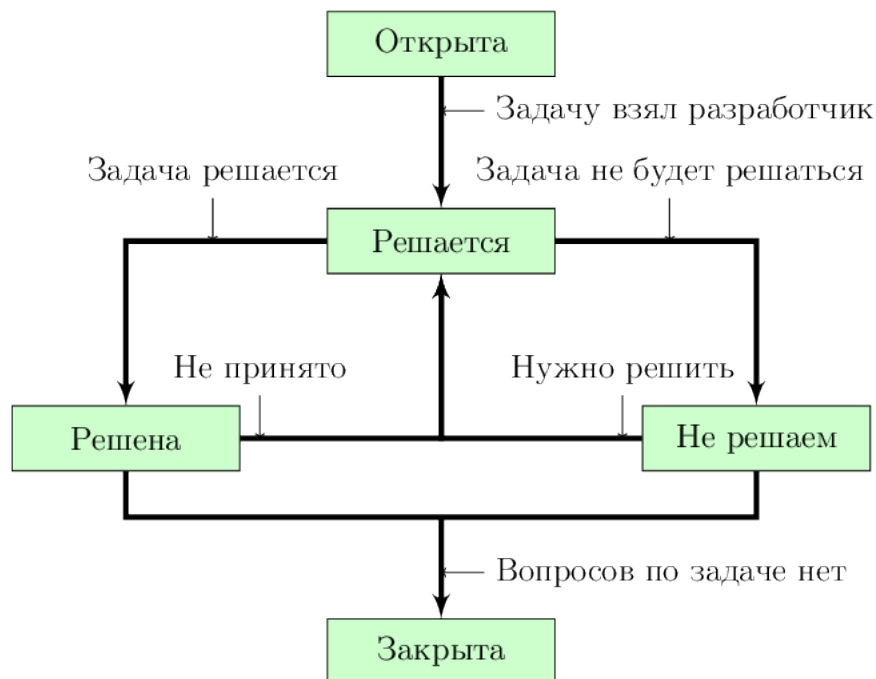 Открыта
Задачу взял разработчик
Задача решается
Задача не будет решаться
Решается
Не принято
Нужно решить
Решена
Не решаем
Вопросов по задаче нет
Закрыта